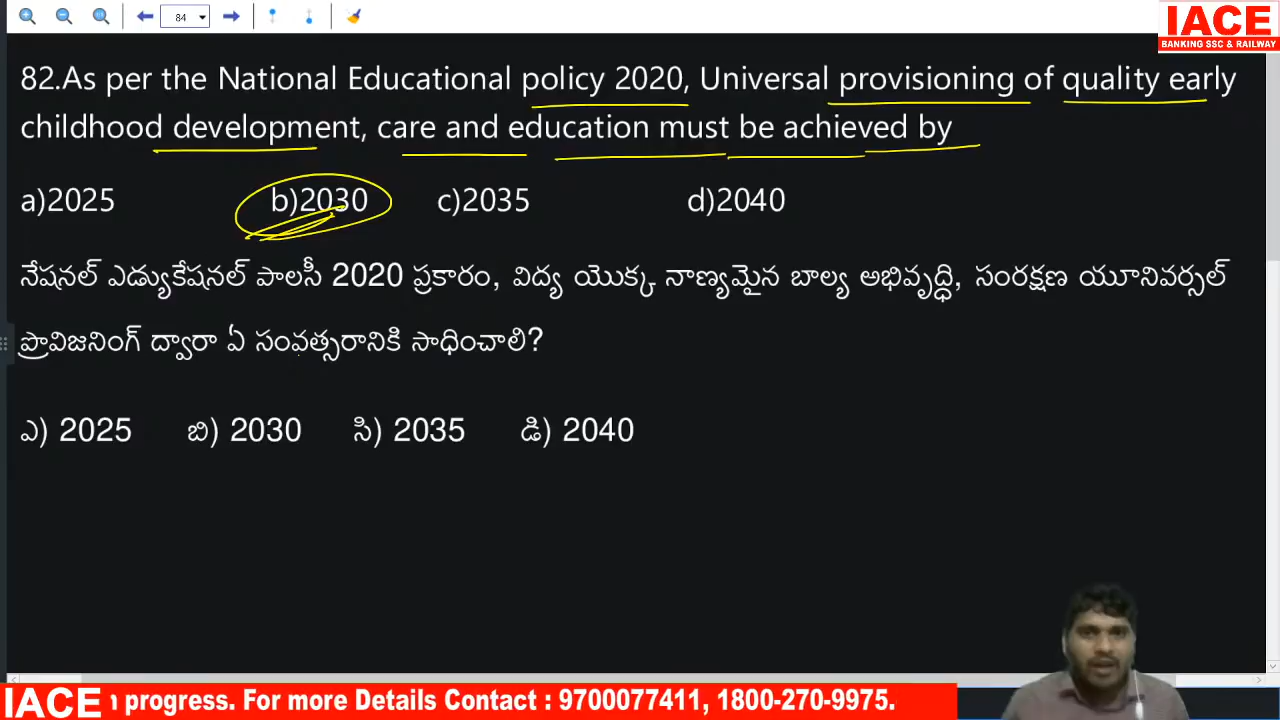 84
IACE
BANKING SSC & RAILWAY
82.As per the National Educational policy 2020, Universal provisioning of quality early
childhood development, care and education must be achieved by
a)2025 b)2030 c)2035 d)2040
నేషనల్ ఎడ్యుకేషనల్ పాలసీ 2020 ప్రకారం, విద్య యొక్క నాణ్యమైన బాల్య అభివృద్ధి, సంరక్షణ యూనివర్సల్
ప్రొవిజనింగ్ ద్వారా ఏ సంవత్సరానికి సాధించాలి?
ఎ) 2025 బి) 2030 సి) 2035 డి) 2040
IACE progress. For more Details Contact : 9700077411, 1800-270-9975.